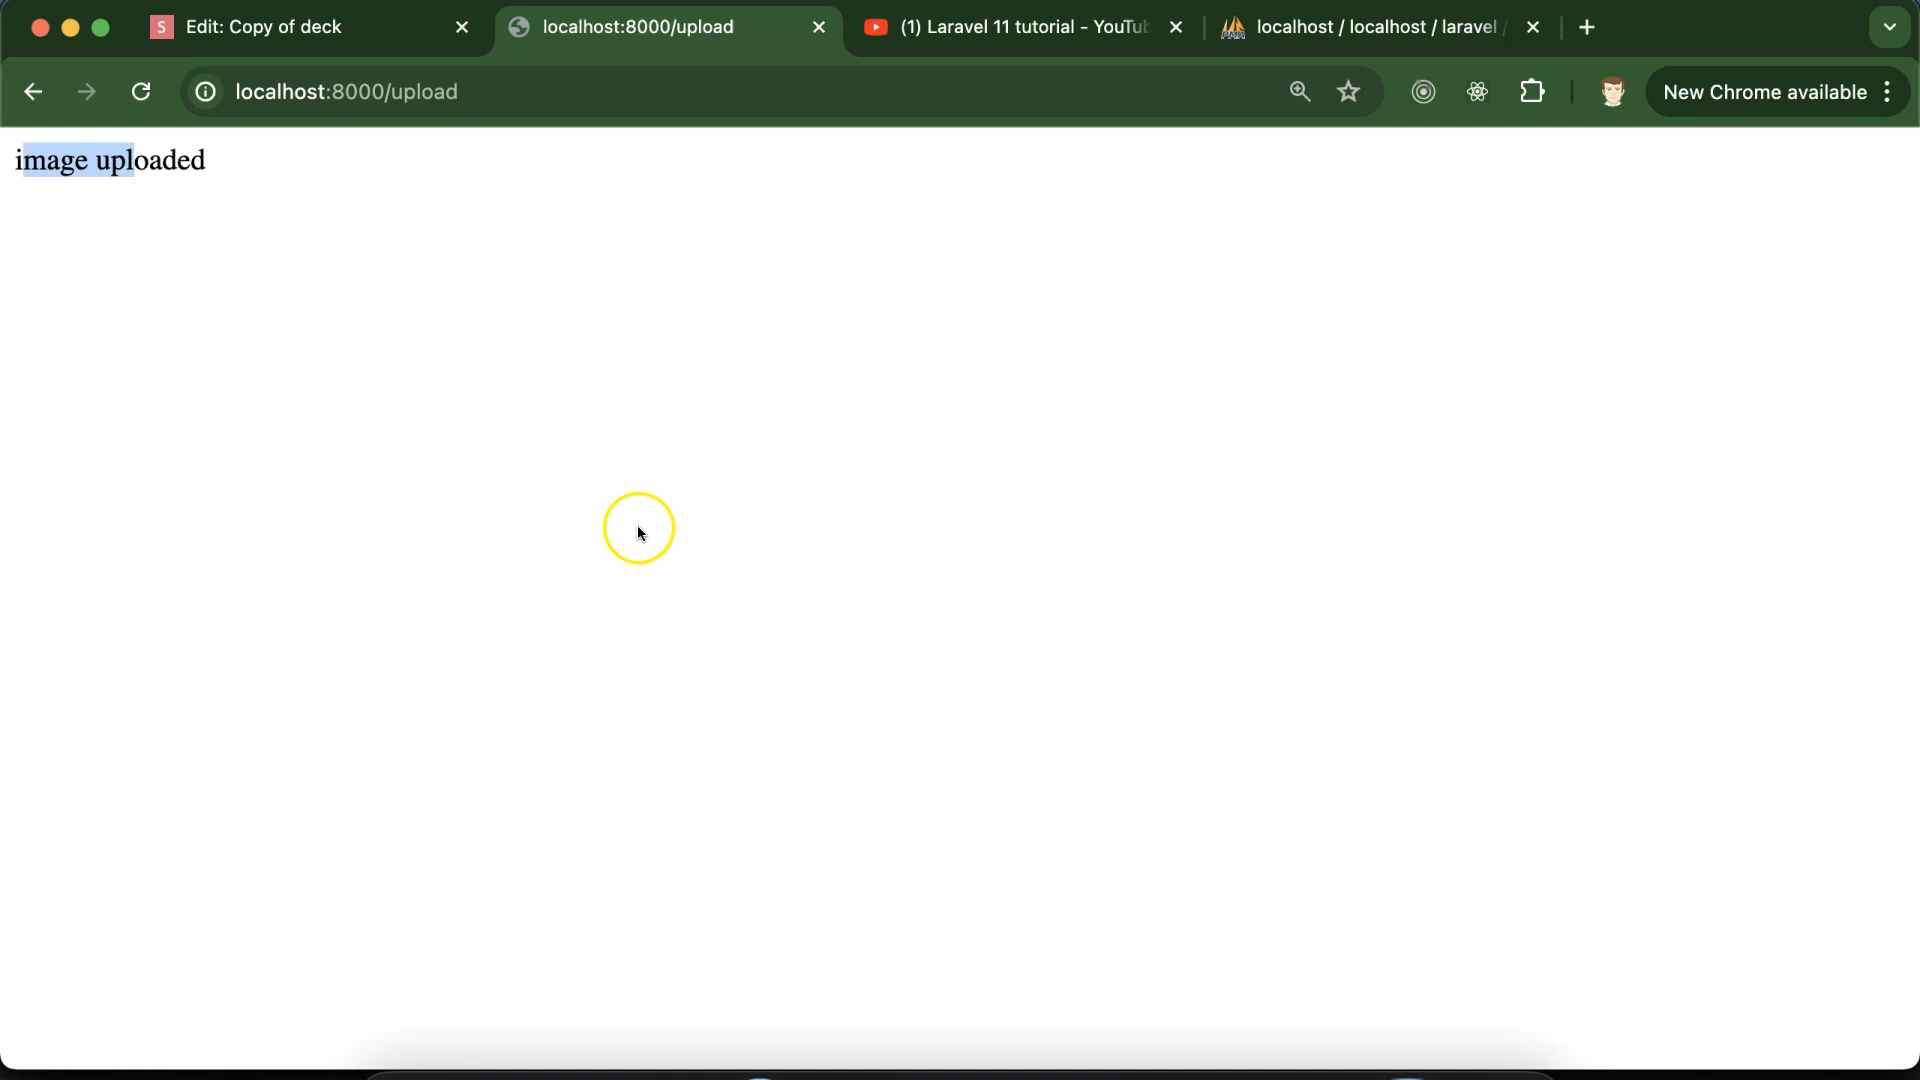 S Edit: Copy of deck
localhost:8000/upload
(1) Laravel 11 tutorial - YouTub
localhost / localhost / laravel /
localhost:8000/upload
New Chrome available
image uploaded